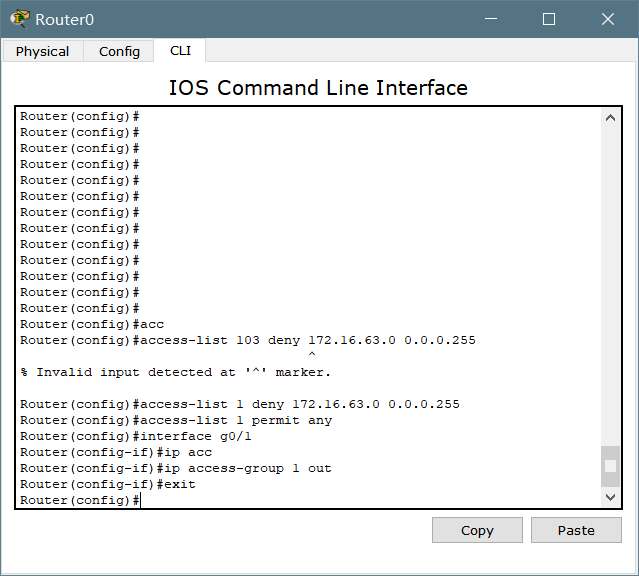 Router0
Physical Config CLI
IOS Command Line Interface
Router(config)#
Router(config)#
Router(config)#
Router(config)#
Router(config)#
Router(config)#
Router(config)#
Router(config)#
Router(config)#
Router(config)#
Router(config)#
Router(config)#
Router(config)#
Router(config)#acc
Router(config)#access-list 103 deny 172.16.63.0 0.0.0.255
^
% Invalid input detected at '^' marker.
Router(config)#access-list 1 deny 172.16.63.0 0.0.0.255
Router(config)#access-list 1 permit any
Router(config)#interface g0/1
Router(config-if)#ip acc
Router(config-if)#ip access-group 1 out
Router(config-if)#exit
Router(config)#
Copy Paste